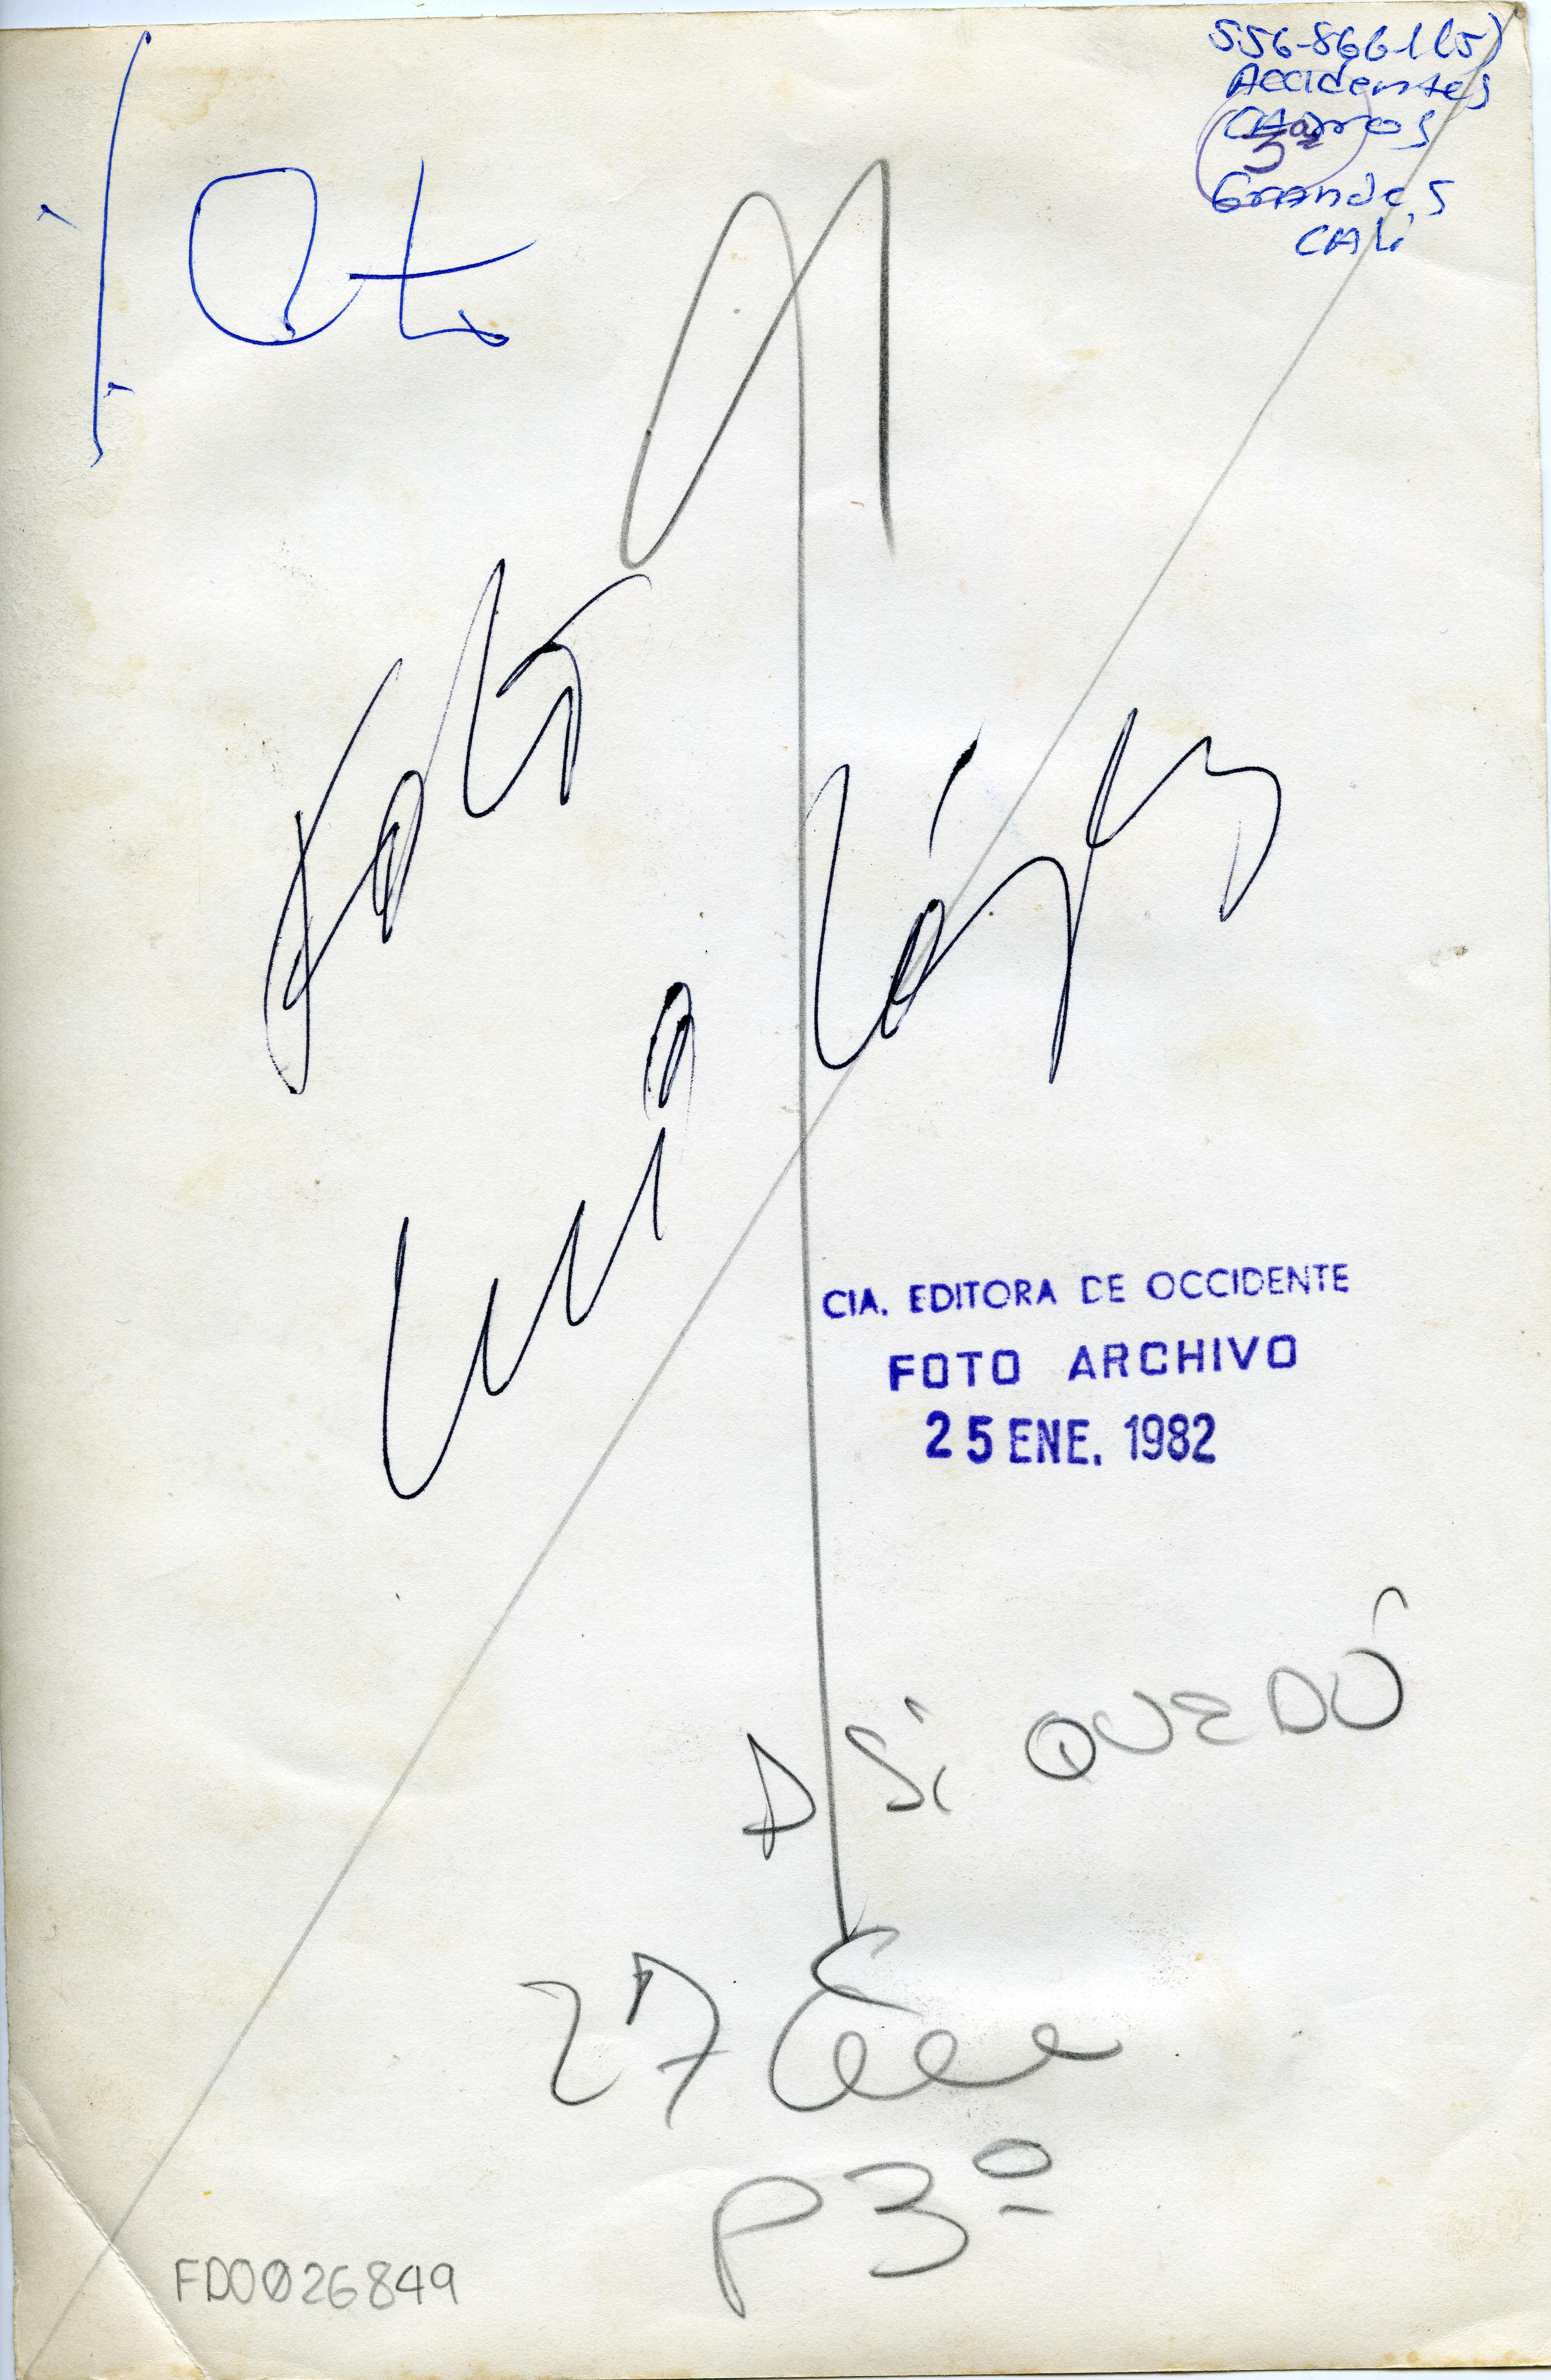 556-8661(5)
Accidentes
CARROS
3a
Grandes
CALi
Foto
Luis López
CIA. EDITORA DE OCCIDENTE
FOTO ARCHIVO
25 ENE. 1982
ASÍ QUEDÓ
27
P3º
FD0026849